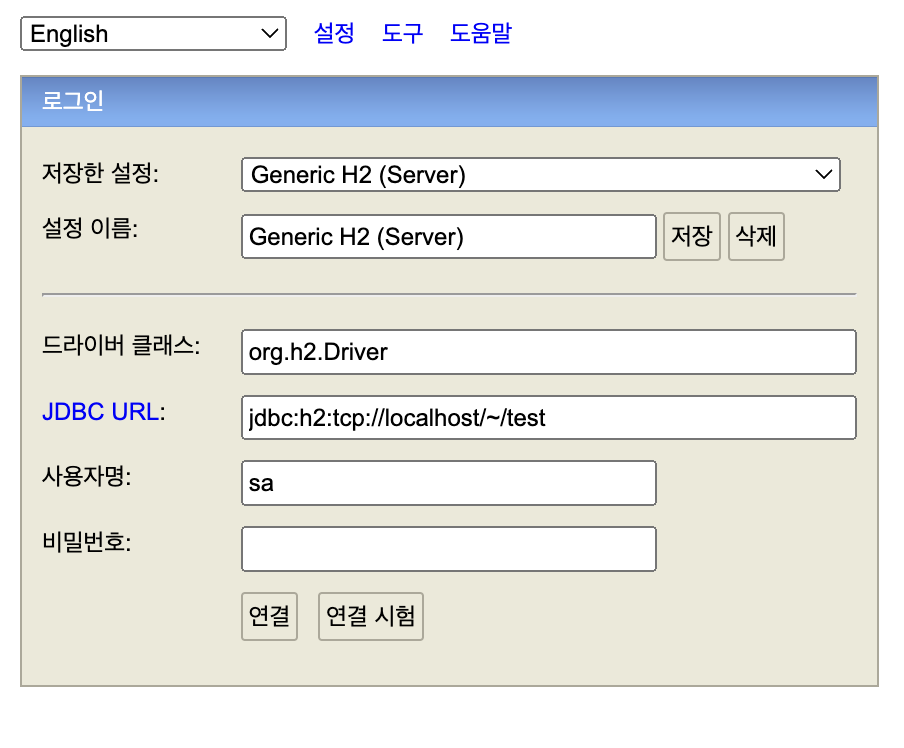 English 설정 도구 도움말
로그인
저장한 설정: Generic H2 (Server)
설정 이름: Generic H2 (Server) 저장 삭제
드라이버 클래스: org.h2.Driver
JDBC URL: jdbc:h2:tcp://localhost/~/test
사용자명: sa
비밀번호:
연결 연결 시험